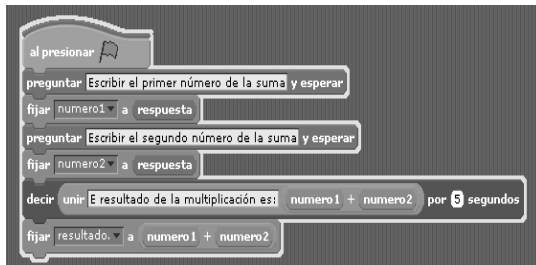 al presionar
preguntar Escribir el primer número de la suma y esperar
fijar numero1 a respuesta
preguntar Escribir el segundo número de la suma y esperar
fijar numero2 a respuesta
decir unir E resultado de la multiplicación es: numero1 + numero2 por 5 segundos
fijar resultado. a numero1 + numero2